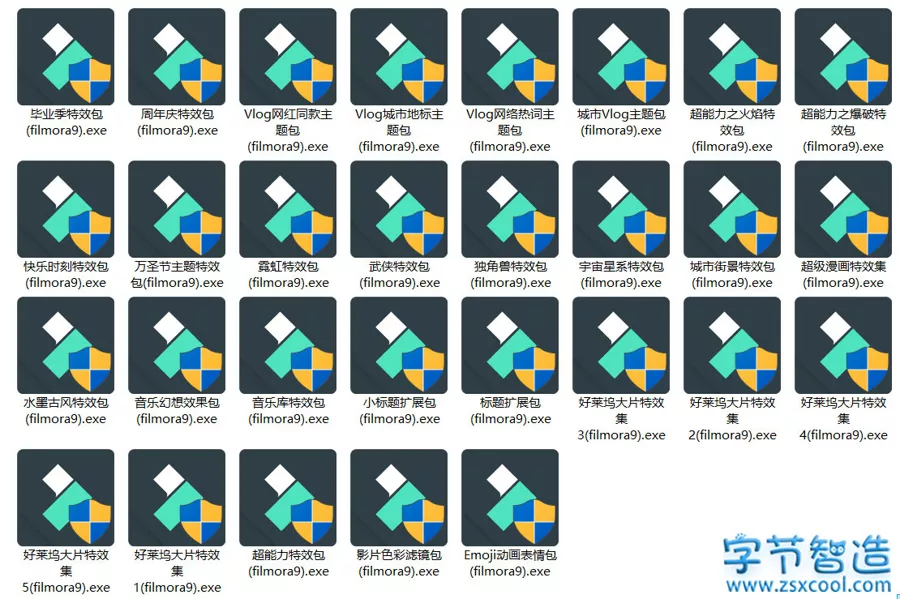 毕业季特效包
(filmora9).exe
周年庆特效包
(filmora9).exe
Vlog网红同款主
题包
(filmora9).exe
Vlog城市地标主
题包
(filmora9).exe
Vlog网络热词主
题包
(filmora9).exe
城市Vlog主题包
(filmora9).exe
超能力之火焰特
效包
(filmora9).exe
超能力之爆破特
效包
(filmora9).exe
快乐时刻特效包
(filmora9).exe
万圣节主题特效
包(filmora9).exe
霓虹特效包
(filmora9).exe
武侠特效包
(filmora9).exe
独角兽特效包
(filmora9).exe
宇宙星系特效包
(filmora9).exe
城市街景特效包
(filmora9).exe
超级漫画特效集
(filmora9).exe
水墨古风特效包
(filmora9).exe
音乐幻想效果包
(filmora9).exe
音乐库特效包
(filmora9).exe
小标题扩展包
(filmora9).exe
标题扩展包
(filmora9).exe
好莱坞大片特效
集
3(filmora9).exe
好莱坞大片特效
集
2(filmora9).exe
好莱坞大片特效
集
4(filmora9).exe
好莱坞大片特效
集
5(filmora9).exe
好莱坞大片特效
集
1(filmora9).exe
超能力特效包
(filmora9).exe
影片色彩滤镜包
(filmora9).exe
Emoji动画表情包
(filmora9).exe
字节智造
www.zsxcool.com